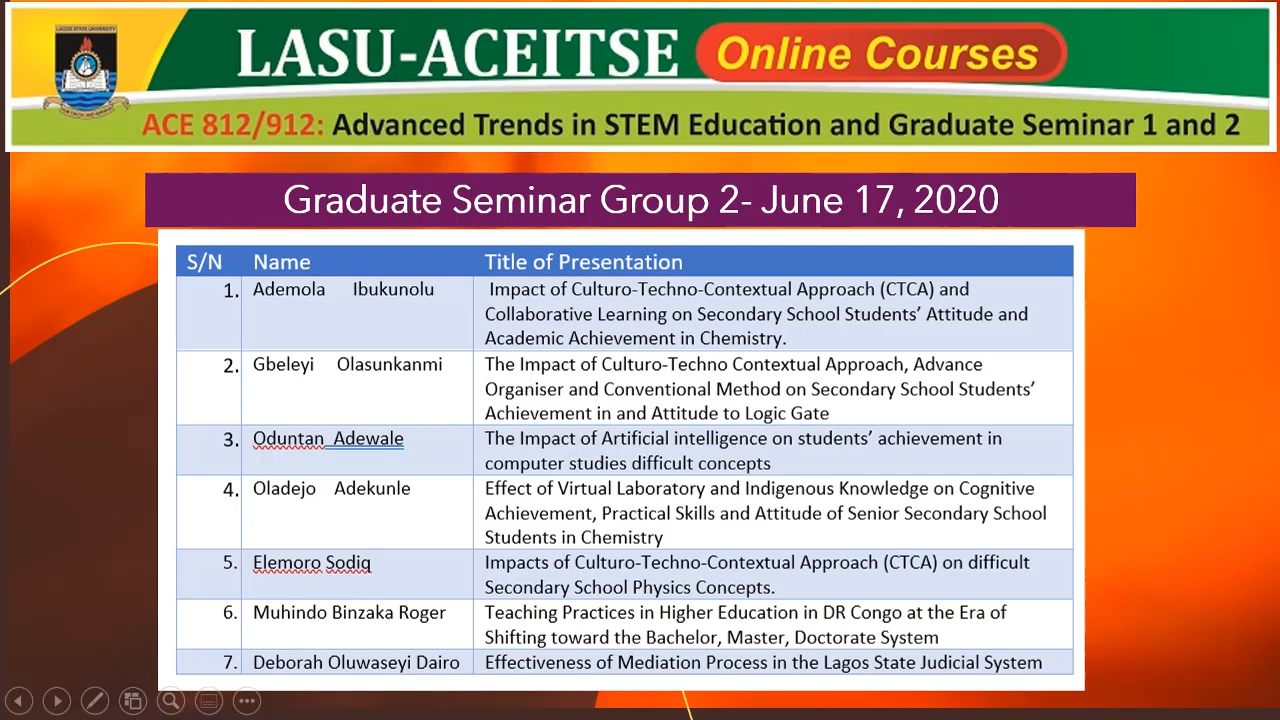 LAGOS STATE UNIVERSITY
LASU-ACEITSE Online Courses
ACE 812/912: Advanced Trends in STEM Education and Graduate Seminar 1 and 2
Graduate Seminar Group 2- June 17, 2020
S/N Name Title of Presentation
1. Ademola Ibukunolu Impact of Culturo-Techno-Contextual Approach (CTCA) and
Collaborative Learning on Secondary School Students’ Attitude and
Academic Achievement in Chemistry.
2. Gbeleyi Olasunkanmi The Impact of Culturo-Techno Contextual Approach, Advance
Organiser and Conventional Method on Secondary School Students’
Achievement in and Attitude to Logic Gate
3. Oduntan Adewale The Impact of Artificial intelligence on students’ achievement in
computer studies difficult concepts
4. Oladejo Adekunle Effect of Virtual Laboratory and Indigenous Knowledge on Cognitive
Achievement, Practical Skills and Attitude of Senior Secondary School
Students in Chemistry
5. Elemoro Sodiq Impacts of Culturo-Techno-Contextual Approach (CTCA) on difficult
Secondary School Physics Concepts.
6. Muhindo Binzaka Roger Teaching Practices in Higher Education in DR Congo at the Era of
Shifting toward the Bachelor, Master, Doctorate System
7. Deborah Oluwaseyi Dairo Effectiveness of Mediation Process in the Lagos State Judicial System